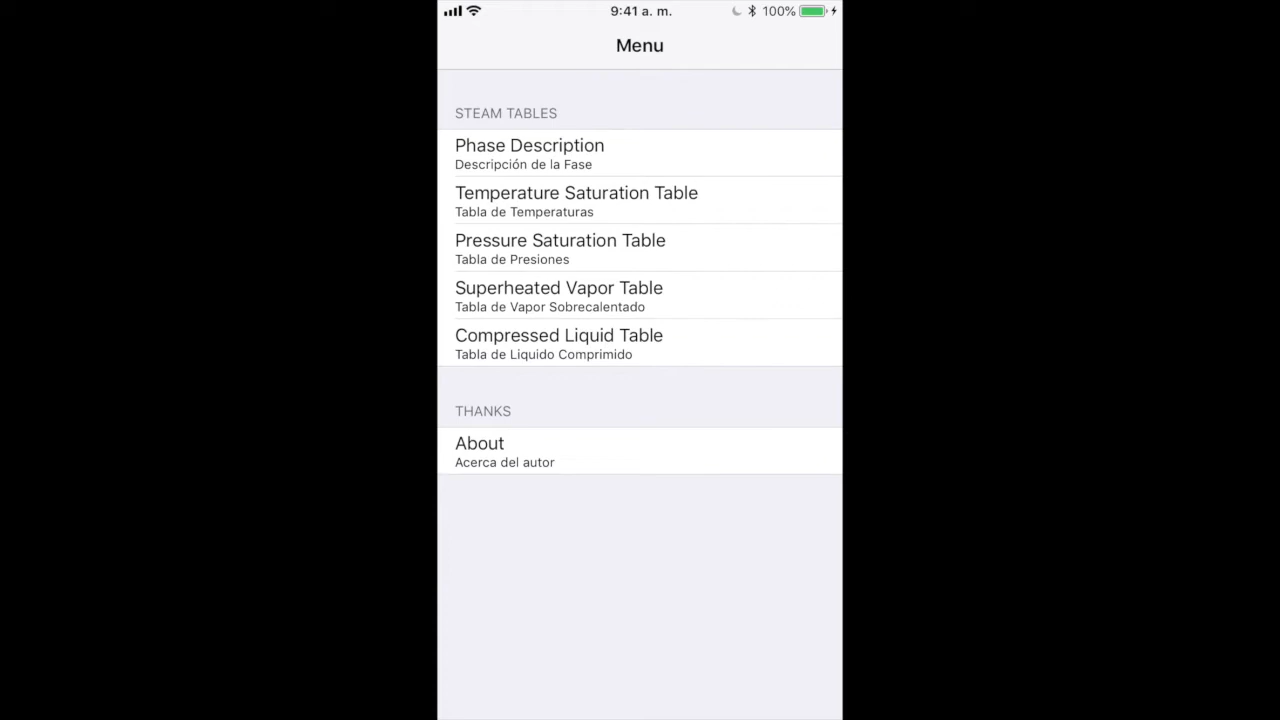 9:41 a. m.
100%
Menu
STEAM TABLES
Phase Description
Descripción de la Fase
Temperature Saturation Table
Tabla de Temperaturas
Pressure Saturation Table
Tabla de Presiones
Superheated Vapor Table
Tabla de Vapor Sobrecalentado
Compressed Liquid Table
Tabla de Liquido Comprimido
THANKS
About
Acerca del autor